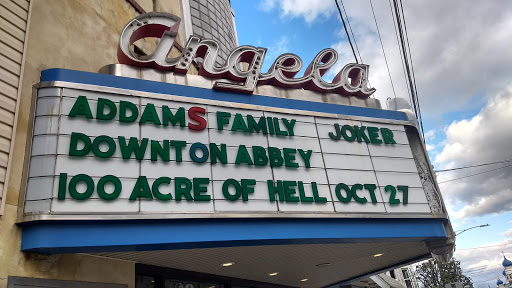 Angela
ADDAMS FAMILY JOKER
DOWNTON ABBEY
100 ACRE OF HELL OCT 27